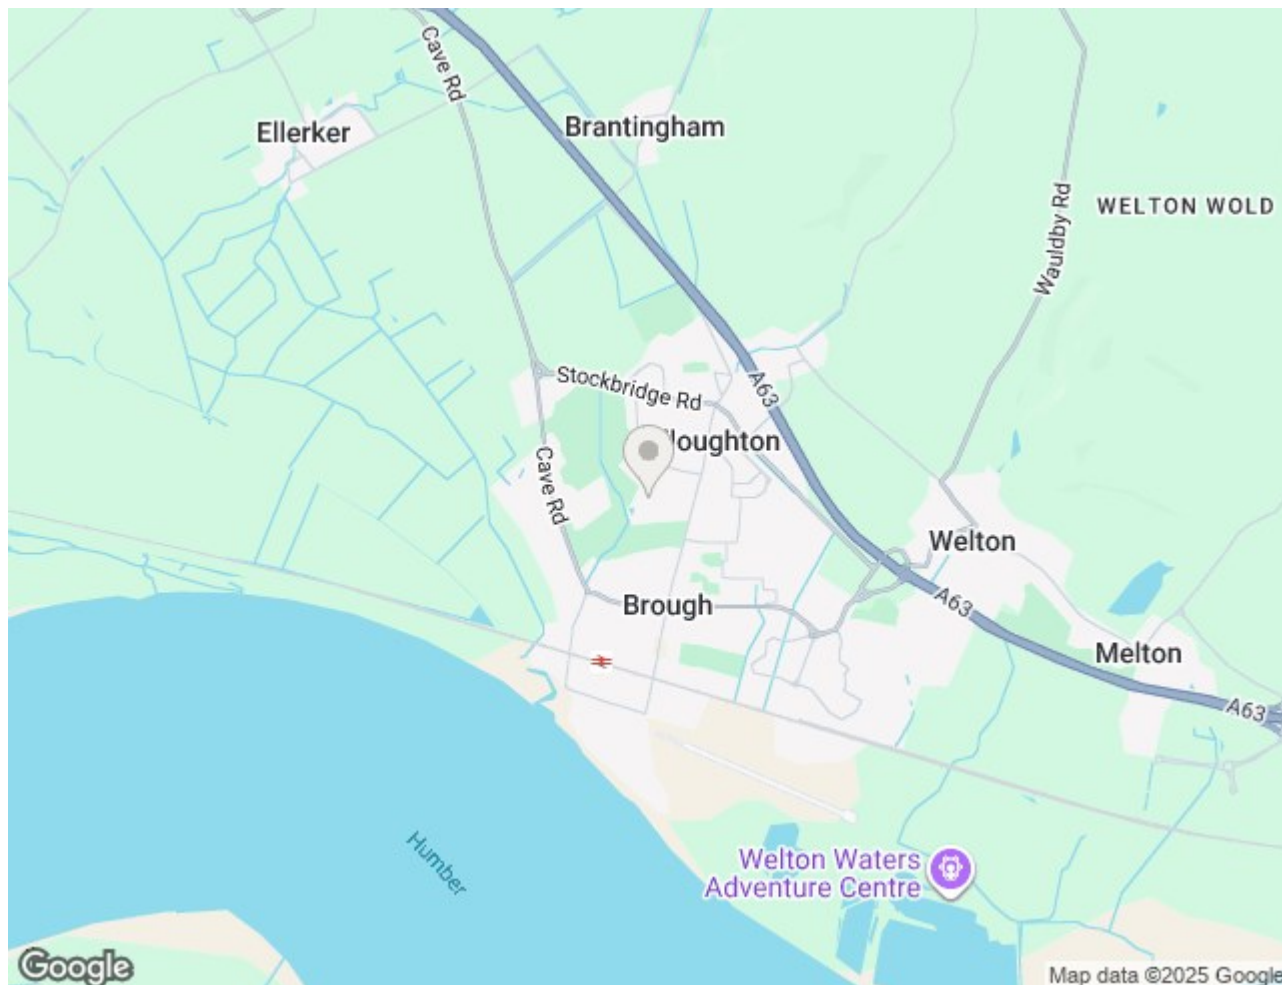 Cave Rd
Ellerker
Brantingham
WELTON WOLD
Wauldby Rd
Stockbridge Rd
A63
loughton
Cave Rd
Welton
A63
Brough
Melton
A63
Humber
Welton Waters
Adventure Centre
Google
Map data ©2025 Google